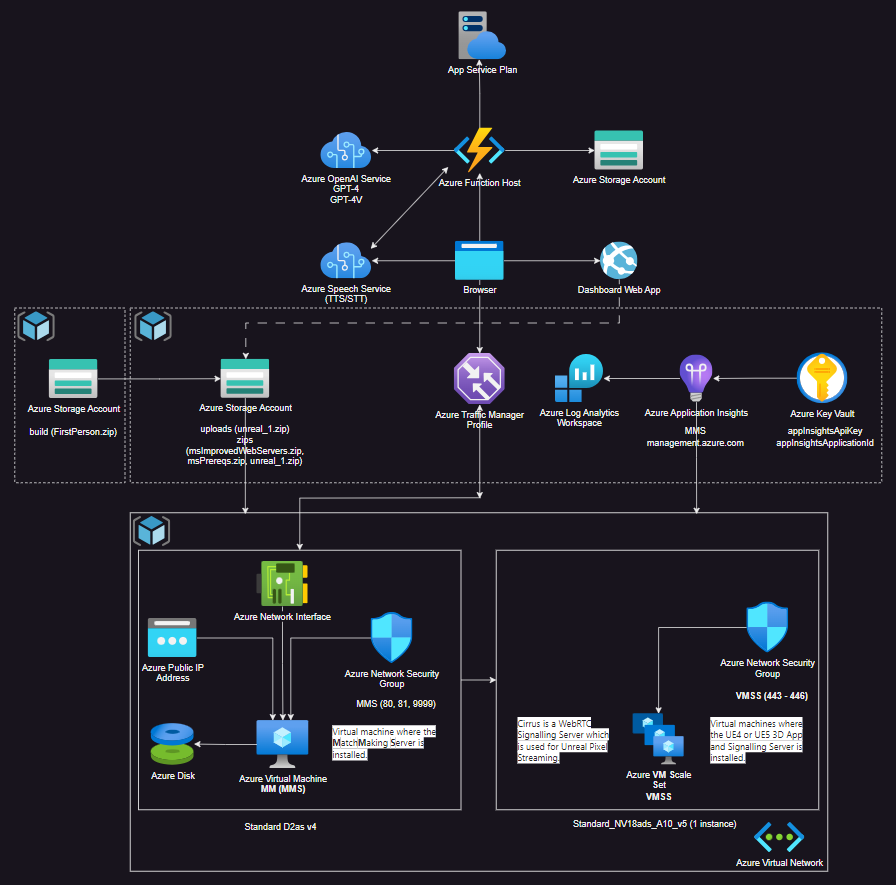 App Service Plan
Azure OpenAI Service
GPT-4
GPT-4V
Azure Function Host
Azure Storage Account
Azure Speech Service
(TTS/STT)
Browser
Dashboard Web App
Azure Storage Account
build (FirstPerson.zip)
Azure Storage Account
uploads (unreal_1.zip)
zips
(msImprovedWebServers.zip,
msPrereqs.zip, unreal_1.zip)
Azure Traffic Manager
Profile
Azure Log Analytics
Workspace
Azure Application Insights
MMS
management.azure.com
Azure Key Vault
appInsightsApiKey
appInsightsApplicationId
Azure Network Interface
Azure Public IP
Address
Azure Network Security
Group
MMS (80, 81, 9999)
Virtual machine where the
MatchMaking Server is
installed.
Azure Disk
Azure Virtual Machine
MM (MMS)
Standard D2as v4
Azure Network Security
Group
VMSS (443 - 446)
Cirrus is a WebRTC
Signalling Server which
is used for Unreal Pixel
Streaming.
Azure VM Scale
Set
VMSS
Virtual machines where
the UE4 or UE5 3D App
and Signalling Server is
installed.
Standard_NV18ads_A10_v5 (1 instance)
Azure Virtual Network